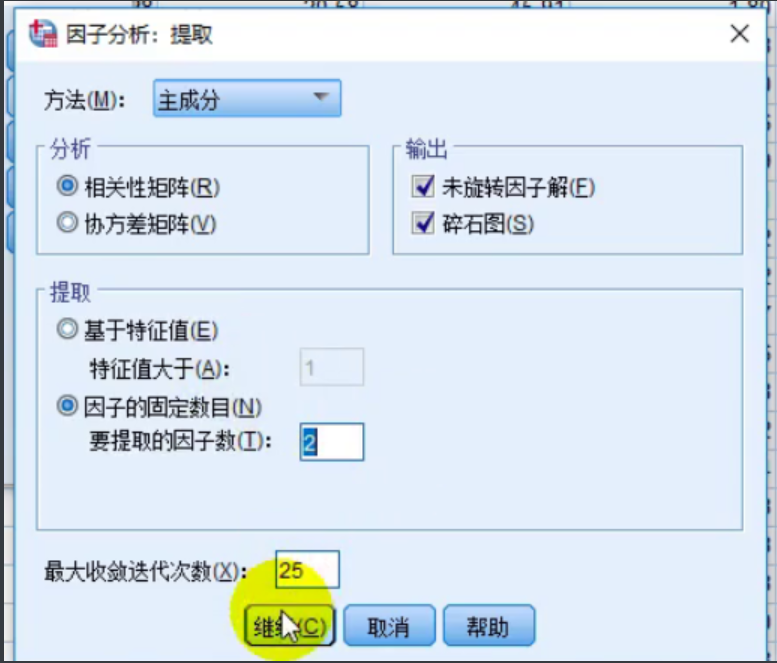 因子分析：提取
方法(M)： 主成分
分析
相关性矩阵(R)
协方差矩阵(V)
输出
未旋转因子解(F)
碎石图(S)
提取
基于特征值(E)
特征值大于(A)： 1
因子的固定数目(N)
要提取的因子数(T)： 2
最大收敛迭代次数(X)： 25
继续(C) 取消 帮助